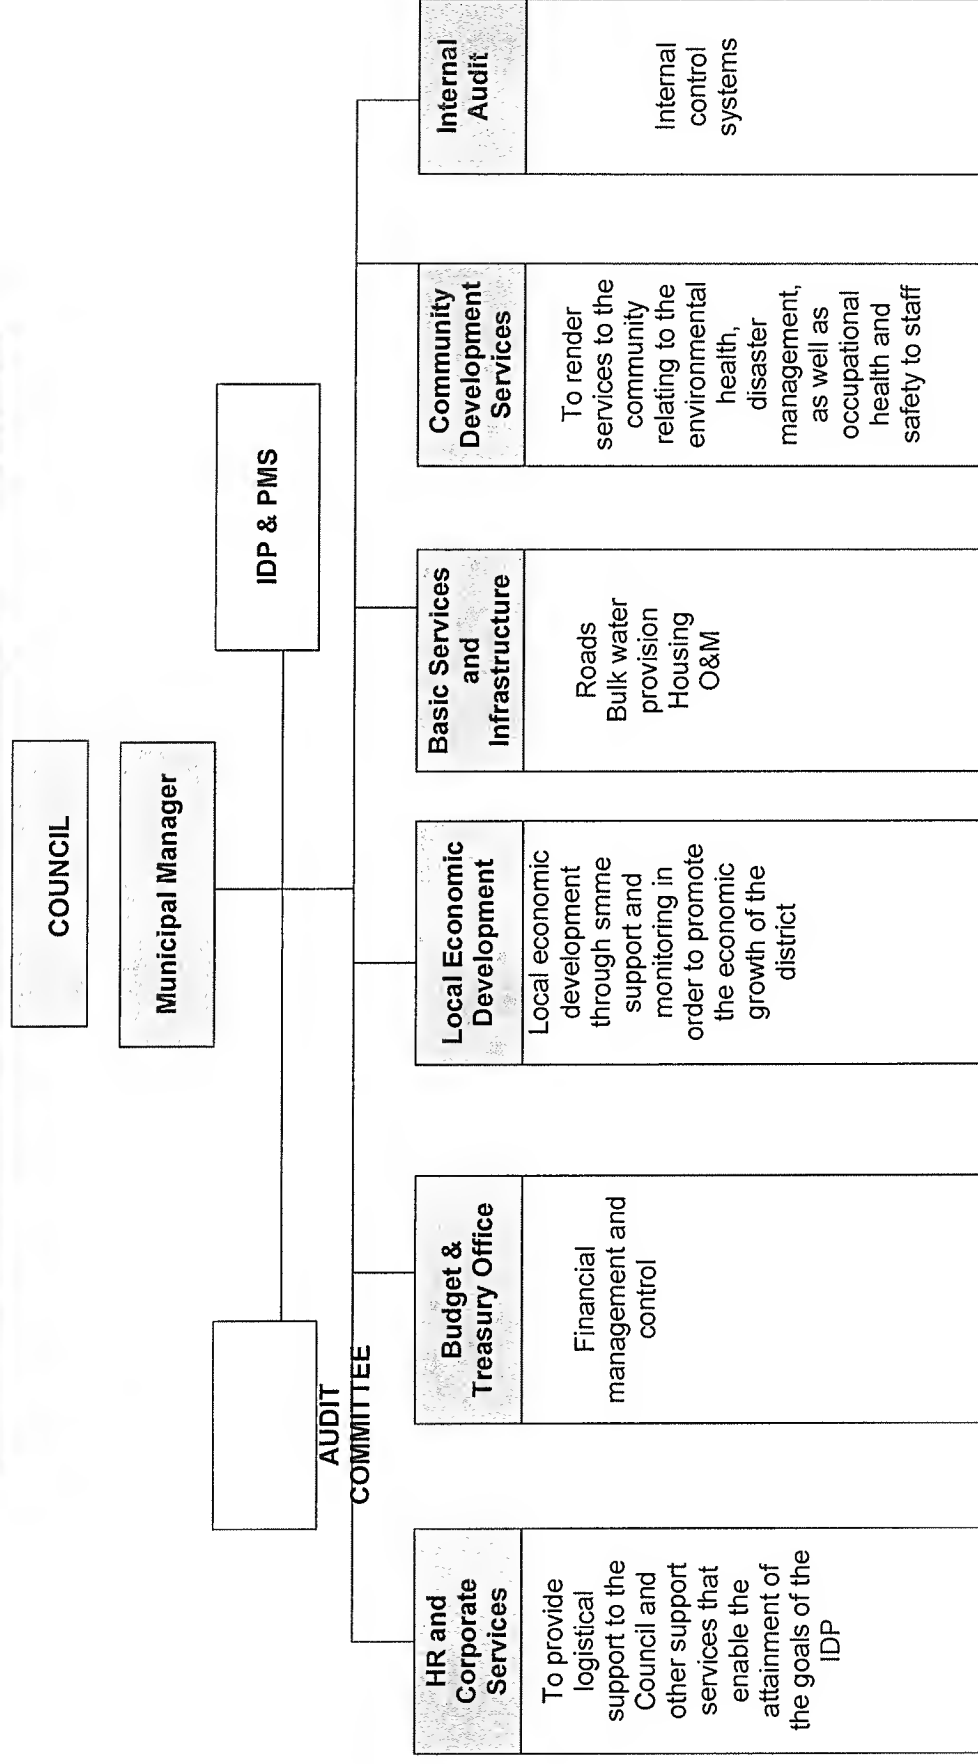 COUNCIL
Municipal Manager
IDP & PMS
AUDIT
COMMITTEE
HR and
Corporate
Services
To provide
logistical
support to the
Council and
other support
services that
enable the
attainment of
the goals of the
IDP
Budget &
Treasury Office
Financial
management and
control
Local Economic
Development
Local economic
development
through smme
support and
monitoring in
order to promote
the economic
growth of the
district
Basic Services
and
Infrastructure
Roads
Bulk water
provision
Housing
O&M
Community
Development
Services
To render
services to the
community
relating to the
environmental
health,
disaster
management,
as well as
occupational
health and
safety to staff
Internal
Audit
Internal
control
systems